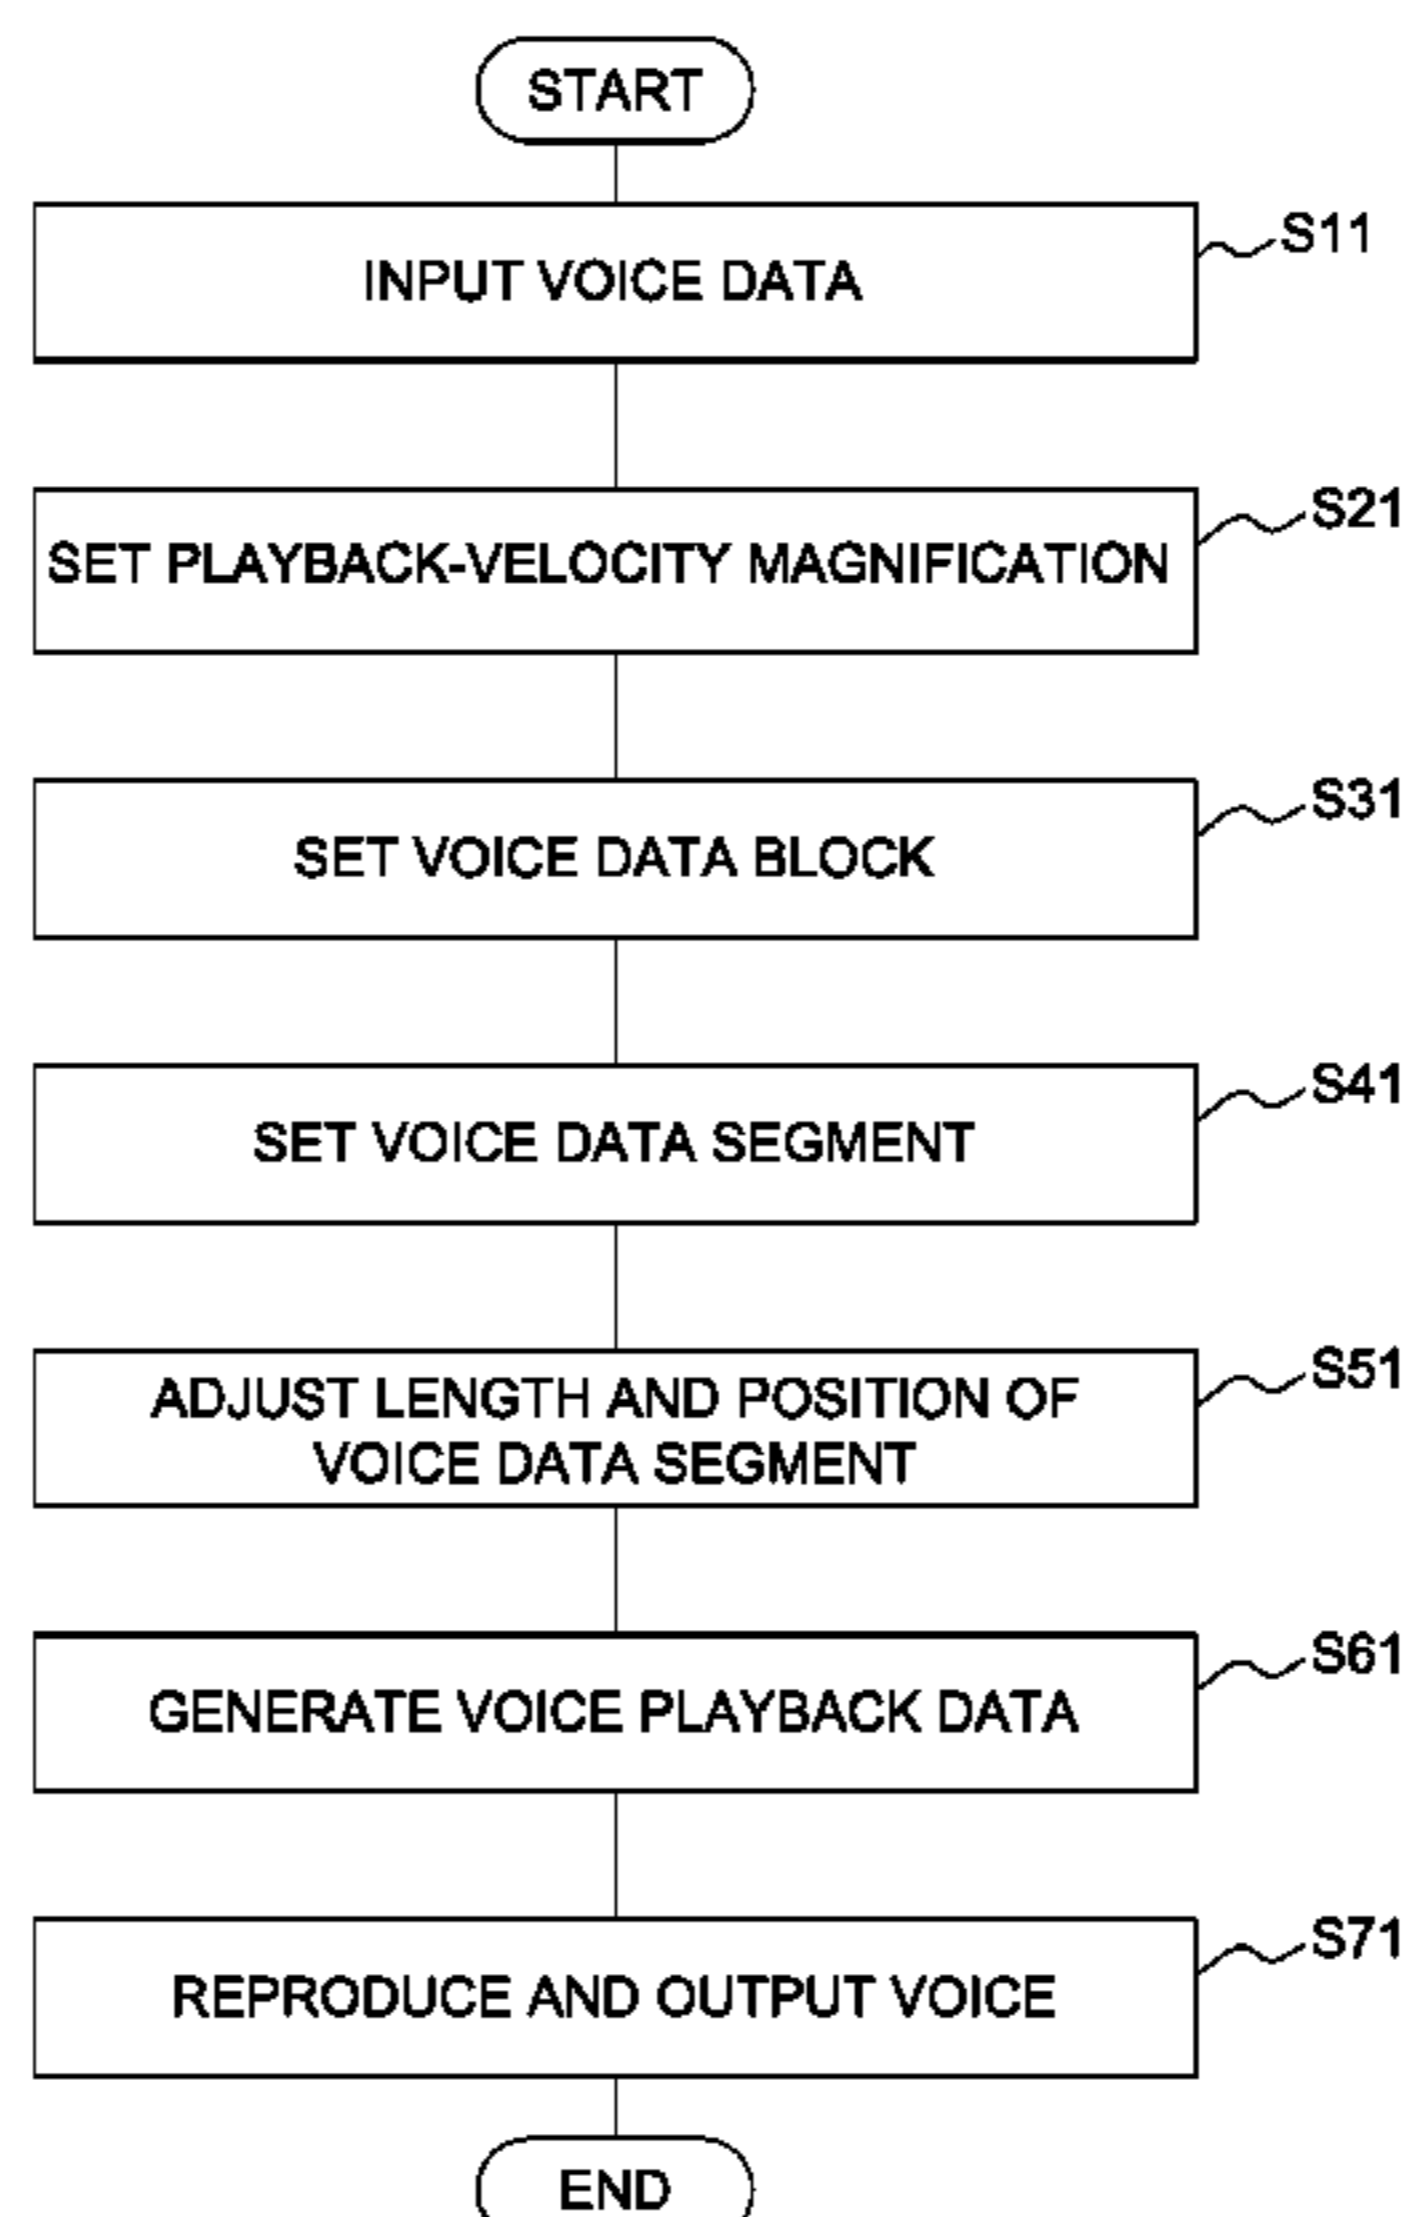 START
INPUT VOICE DATA
S11
SET PLAYBACK-VELOCITY MAGNIFICATION
S21
SET VOICE DATA BLOCK
S31
SET VOICE DATA SEGMENT
S41
ADJUST LENGTH AND POSITION OF
VOICE DATA SEGMENT
S51
GENERATE VOICE PLAYBACK DATA
S61
REPRODUCE AND OUTPUT VOICE
S71
END